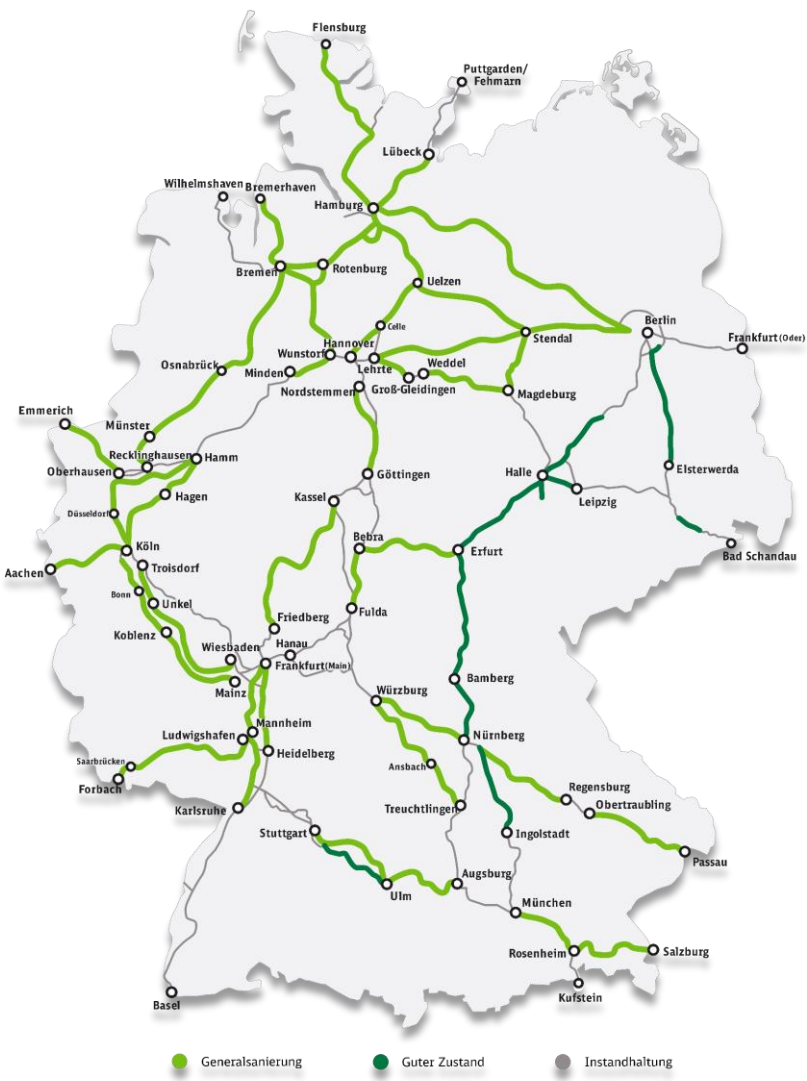 Flensburg
Puttgarden/
Fehmarn
Lübeck
Wilhelmshaven
Bremerhaven
Hamburg
Bremen
Rotenburg
Uelzen
Celle
Berlin
Stendal
Frankfurt (Oder)
Hannover
Wunstorf
Lehrte
Weddel
Osnabrück
Minden
Groß-Gleidingen
Nordstemmen
Magdeburg
Emmerich
Münster
Recklinghausen
Hamm
Oberhausen
Göttingen
Halle
Elsterwerda
Hagen
Kassel
Leipzig
Düsseldorf
Bebra
Köln
Erfurt
Bad Schandau
Aachen
Troisdorf
Bonn
Unkel
Fulda
Koblenz
Friedberg
Wiesbaden
Hanau
Frankfurt (Main)
Mainz
Bamberg
Würzburg
Mannheim
Ludwigshafen
Nürnberg
Heidelberg
Saarbrücken
Ansbach
Forbach
Regensburg
Obertraubling
Karlsruhe
Treuchtlingen
Stuttgart
Ingolstadt
Passau
Augsburg
Ulm
München
Rosenheim
Salzburg
Basel
Kufstein
Generalsanierung
Guter Zustand
Instandhaltung